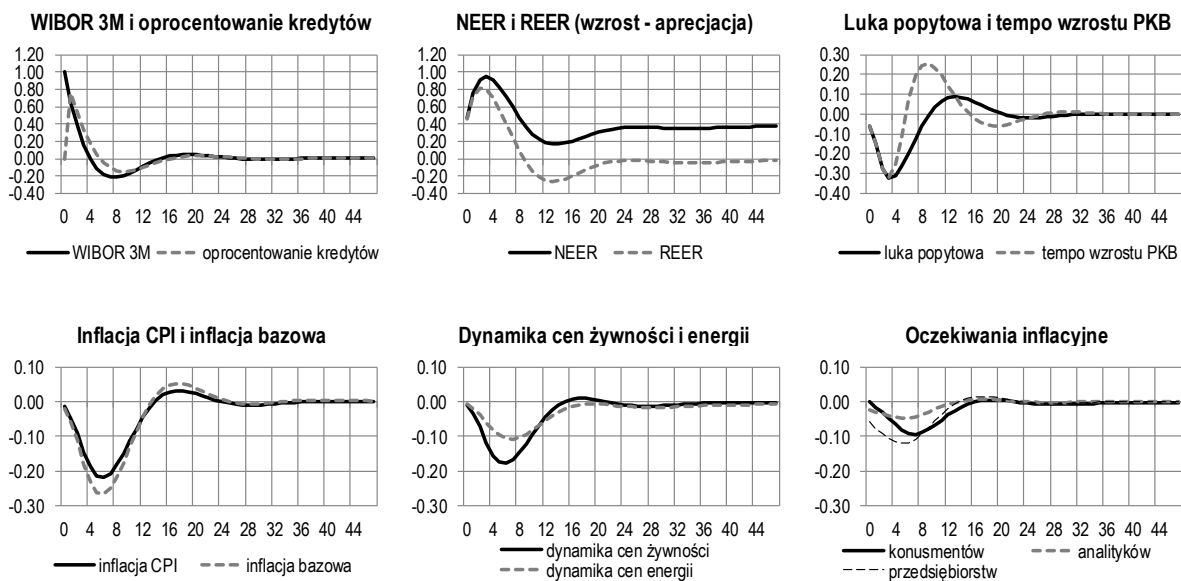 WIBOR 3M i oprocentowanie kredytów
1.20
1.00
0.80
0.60
0.40
0.20
0.00
-0.20
-0.40
0 4 8 12 16 20 24 28 32 36 40 44
WIBOR 3M oprocentowanie kredytów
NEER i REER (wzrost - aprecjacja)
1.20
1.00
0.80
0.60
0.40
0.20
0.00
-0.20
-0.40
0 4 8 12 16 20 24 28 32 36 40 44
NEER REER
Luka popytowa i tempo wzrostu PKB
0.30
0.20
0.10
0.00
-0.10
-0.20
-0.30
-0.40
0 4 8 12 16 20 24 28 32 36 40 44
luka popytowa tempo wzrostu PKB
Inflacja CPI i inflacja bazowa
0.10
0.00
-0.10
-0.20
-0.30
0 4 8 12 16 20 24 28 32 36 40 44
inflacja CPI inflacja bazowa
Dynamika cen żywności i energii
0.10
0.00
-0.10
-0.20
-0.30
0 4 8 12 16 20 24 28 32 36 40 44
dynamika cen żywności
dynamika cen energii
Oczekiwania inflacyjne
0.10
0.00
-0.10
-0.20
-0.30
0 4 8 12 16 20 24 28 32 36 40 44
konusmentów analityków
przedsiębiorstw